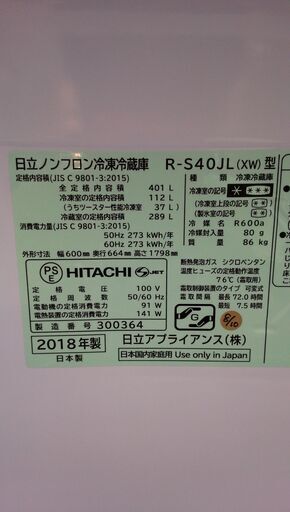 日立ノンフロン冷凍冷蔵庫 R-S40JL(XW)型
定格内容積(JIS C 9801-3:2015)
全定格内容積 401 L
冷凍室の定格内容積 112 L
(うちツースター性能冷凍室 37 L)
冷蔵室の定格内容積 289 L
消費電力量(JIS C 9801-3:2015)
50Hz 273 kWh/年
60Hz 273 kWh/年
外形寸法 幅600mm 奥行664mm 高さ1798mm
PSE HITACHI JET
定格電圧 100 V
定格周波数 50/60 Hz
電動機の定格消費電力 91 W
電熱装置の定格消費電力 141 W
製造番号 300364
2018年製
日本製
種類 冷凍冷蔵庫
冷凍室の記号
(冷凍室上段の記号)
(製氷室の記号)
冷媒 R600a
冷媒封入量 80 g
質量 86 kg
断熱発泡ガス シクロペンタン
温度ヒューズの定格動作温度
76℃(霜取用)
霜取制御装置のタイプ 可変式
霜取間隔 最長 72.0 時間
最短 7.5 時間
G
8/20
日立アプライアンス(株)
日本国内家庭用 Use only in Japan